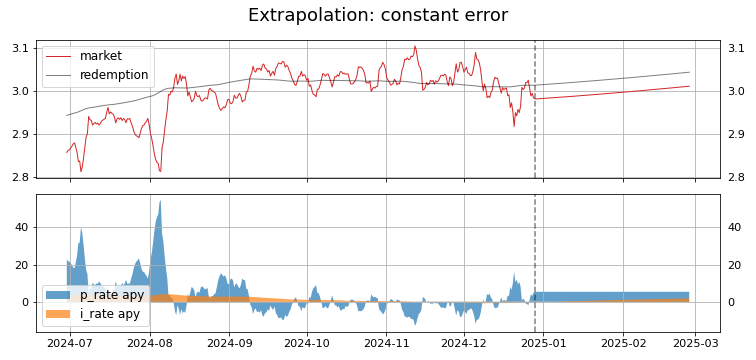 Extrapolation: constant error
3.1
3.0
2.9
2.8
market
redemption
3.1
3.0
2.9
2.8
40
20
0
p_rate apy
i_rate apy
40
20
0
2024-07 2024-08 2024-09 2024-10 2024-11 2024-12 2025-01 2025-02 2025-03